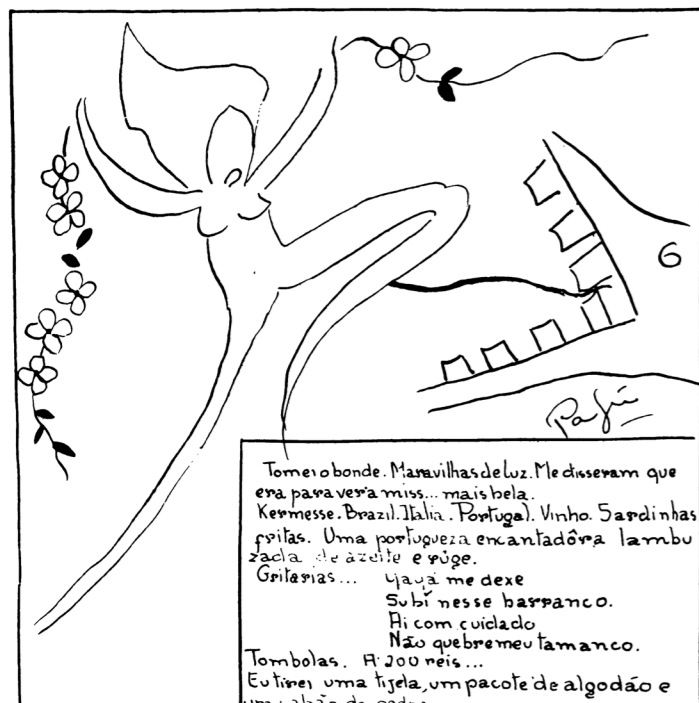 6
Pagú
Tomei o bonde. Maravilhas de luz. Me disseram que
era para ver a miss... mais bela.
Kermesse. Brazil. Italia. Portugal. Vinho. Sardinhas
fritas. Uma portugueza encantadôra lambu
zada de azeite e ruge.
Gritarias... Yayá me dexe
Subí nesse barranco.
Ai com cuidado
Não quebre meu tamanco.
Tombolas. A 200 reis...
Eu tirei uma tijela, um pacote de algodão e